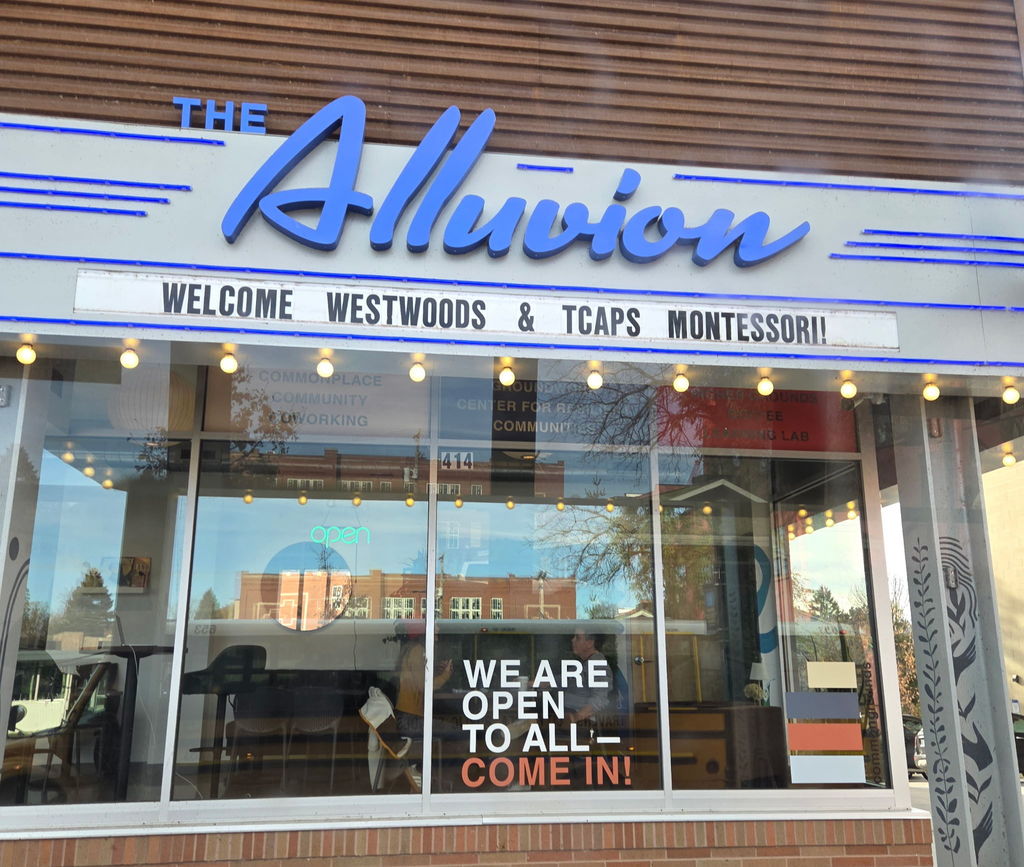 THE
Alluvion
WELCOME WESTWOODS & TCAPS MONTESSORI!
COMMONPLACE
COMMUNITY
COWORKING
CENTER FOR
414
open
653
WE ARE
OPEN
TO ALL—
COME IN!